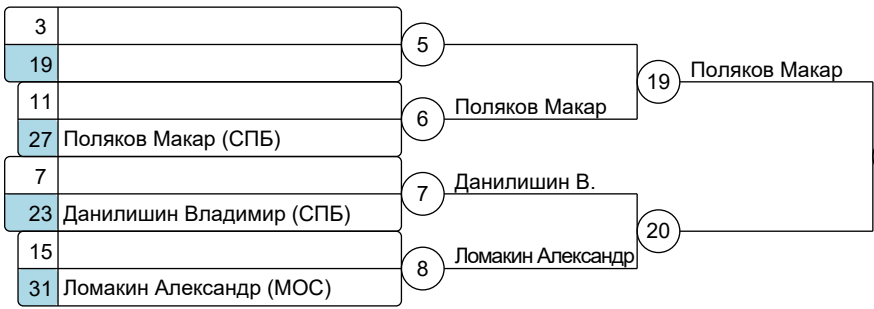 3
5
19
Поляков Макар
19
11
Поляков Макар
6
27 Поляков Макар (СПБ)
7
Данилишин В.
7
23 Данилишин Владимир (СПБ)
20
15
Ломакин Александр
8
31 Ломакин Александр (МОС)